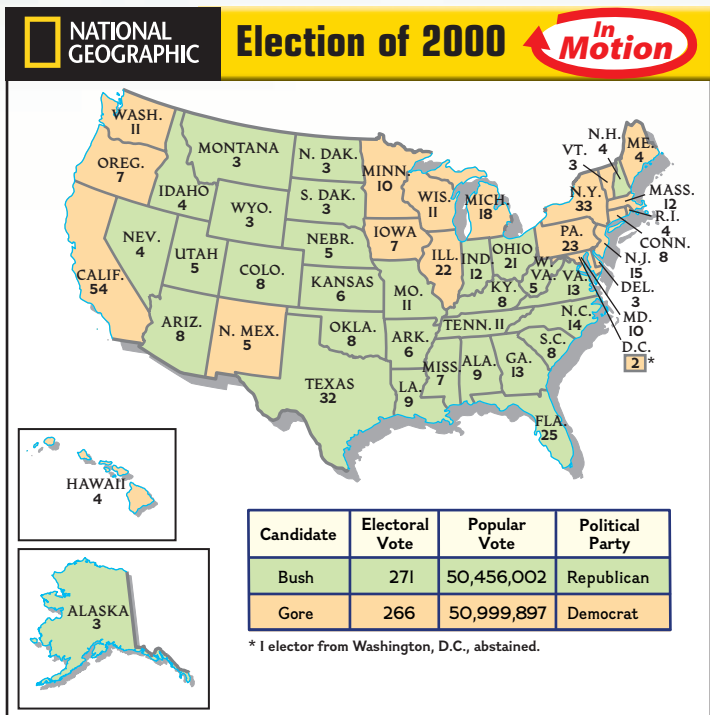 NATIONAL
GEOGRAPHIC
Election of 2000
In
Motion
WASH.
11
OREG.
7
CALIF.
54
NEV.
4
IDAHO
4
MONTANA
3
WYO.
3
UTAH
5
ARIZ.
8
COLO.
8
N. MEX.
5
N. DAK.
3
S. DAK.
3
NEBR.
5
KANSAS
6
OKLA.
8
TEXAS
32
MINN.
10
IOWA
7
MO.
11
ARK.
6
LA.
9
WIS.
11
ILL.
22
MICH.
18
IND.
12
OHIO
21
KY.
8
TENN. 11
MISS.
7
ALA.
9
GA.
13
FLA.
25
S.C.
8
N.C.
14
VA.
13
W.
VA.
5
PA.
23
N.Y.
33
VT.
3
N.H.
4
ME.
4
MASS.
12
R.I.
4
CONN.
8
N.J.
15
DEL.
3
MD.
10
D.C.
2 *
HAWAII
4
ALASKA
3
Candidate Electoral Vote Popular Vote Political Party
Bush 271 50,456,002 Republican
Gore 266 50,999,897 Democrat
* 1 elector from Washington, D.C., abstained.